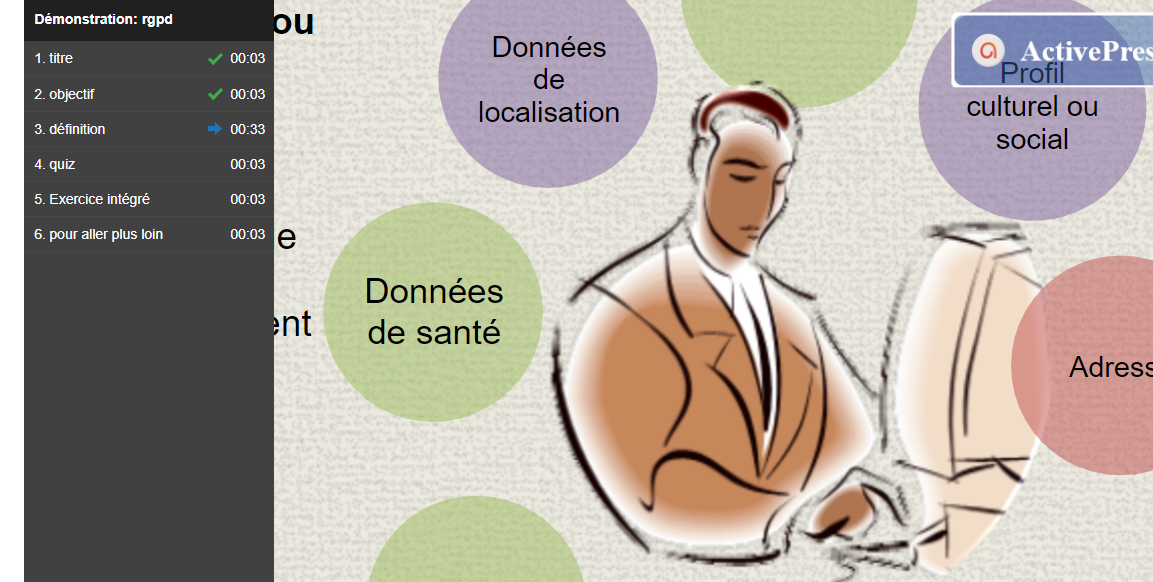 Démonstration: rgpd
1. titre 00:03
2. objectif 00:03
3. définition 00:33
4. quiz 00:03
5. Exercice intégré 00:03
6. pour aller plus loin 00:03
ou
e
ent
Données
de
localisation
Données
de santé
ActivePres
Profil
culturel ou
social
Adress